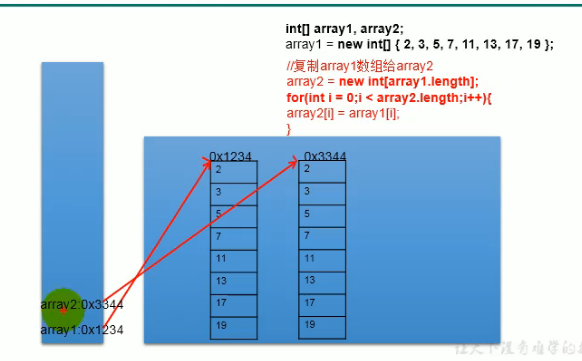 int[] array1, array2;
array1 = new int[] { 2, 3, 5, 7, 11, 13, 17, 19 };
//复制array1数组给array2
array2 = new int[array1.length];
for(int i = 0;i < array2.length;i++){
array2[i] = array1[i];
}
0x1234
2
3
5
7
11
13
17
19
0x3344
2
3
5
7
11
13
17
19
array2:0x3344
array1:0x1234
让天下没有难学的技